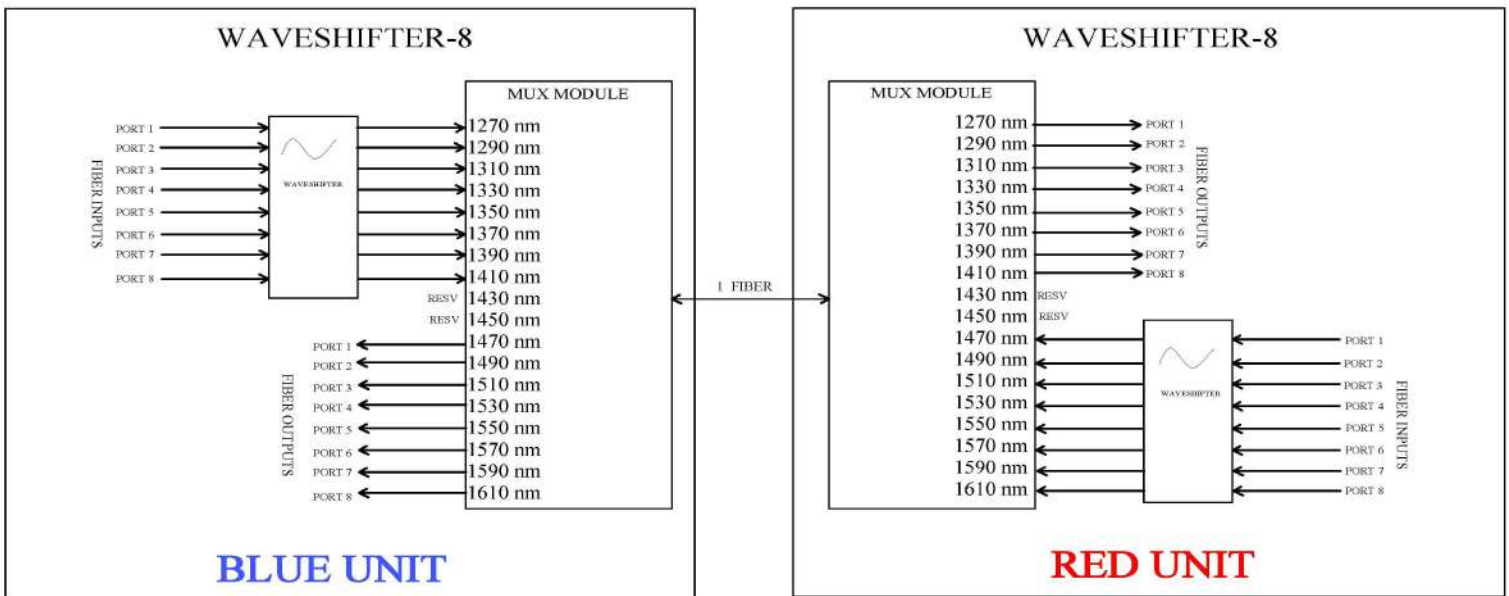 WAVESHIFTER-8
MUX MODULE
PORT 1
PORT 2
PORT 3
PORT 4
PORT 5
PORT 6
PORT 7
PORT 8
FIBER INPUTS
WAVESHIFTER
1270 nm
1290 nm
1310 nm
1330 nm
1350 nm
1370 nm
1390 nm
1410 nm
RESV 1430 nm
RESV 1450 nm
1470 nm
1490 nm
1510 nm
1530 nm
1550 nm
1570 nm
1590 nm
1610 nm
PORT 1
PORT 2
PORT 3
PORT 4
PORT 5
PORT 6
PORT 7
PORT 8
FIBER OUTPUTS
BLUE UNIT
1 FIBER
WAVESHIFTER-8
MUX MODULE
1270 nm
1290 nm
1310 nm
1330 nm
1350 nm
1370 nm
1390 nm
1410 nm
1430 nm RESV
1450 nm RESV
1470 nm
1490 nm
1510 nm
1530 nm
1550 nm
1570 nm
1590 nm
1610 nm
PORT 1
PORT 2
PORT 3
PORT 4
PORT 5
PORT 6
PORT 7
PORT 8
FIBER OUTPUTS
WAVESHIFTER
PORT 1
PORT 2
PORT 3
PORT 4
PORT 5
PORT 6
PORT 7
PORT 8
FIBER INPUTS
RED UNIT